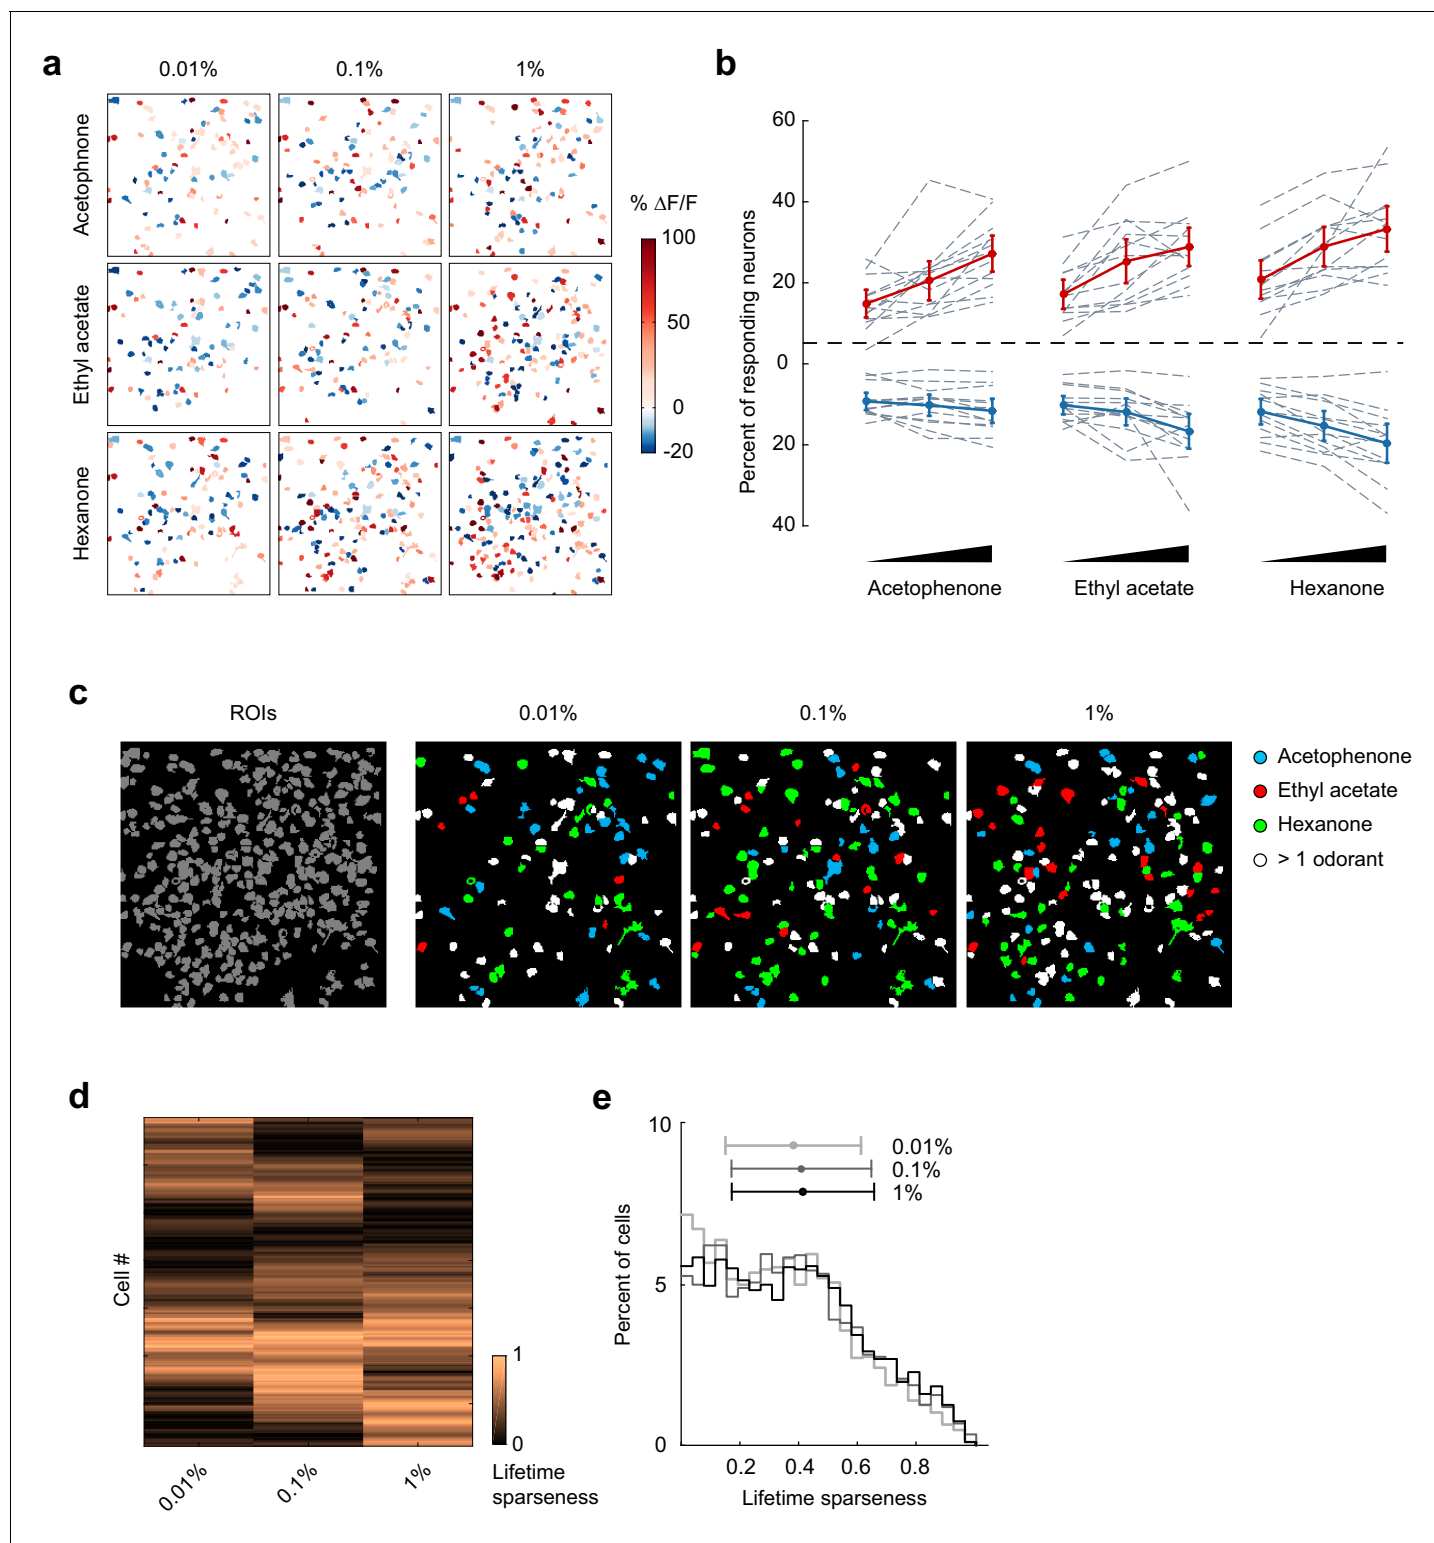 a
0.01%
0.1%
1%
Acetophnone
Ethyl acetate
Hexanone
% ΔF/F
100
50
0
-20
b
Percent of responding neurons
60
40
20
0
20
40
Acetophenone
Ethyl acetate
Hexanone
c
ROIs
0.01%
0.1%
1%
Acetophenone
Ethyl acetate
Hexanone
> 1 odorant
d
Cell #
0.01%
0.1%
1%
1
0
Lifetime
sparseness
e
Percent of cells
10
5
0
0.01%
0.1%
1%
0.2
0.4
0.6
0.8
Lifetime sparseness